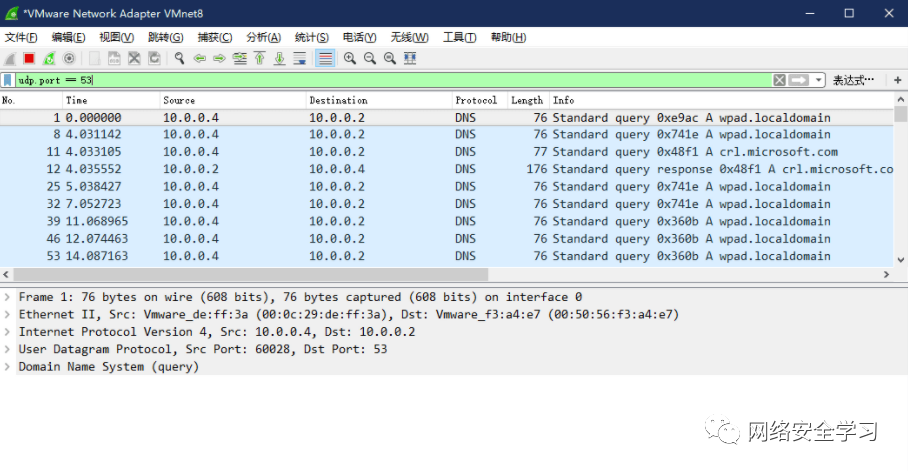 *VMware Network Adapter VMnet8
文件(F) 编辑(E) 视图(V) 跳转(G) 捕获(C) 分析(A) 统计(S) 电话(Y) 无线(W) 工具(T) 帮助(H)
udp.port == 53 表达式… +
No. Time Source Destination Protocol Length Info
1 0.000000 10.0.0.4 10.0.0.2 DNS 76 Standard query 0xe9ac A wpad.localdomain
8 4.031142 10.0.0.4 10.0.0.2 DNS 76 Standard query 0x741e A wpad.localdomain
11 4.033105 10.0.0.4 10.0.0.2 DNS 77 Standard query 0x48f1 A crl.microsoft.com
12 4.035552 10.0.0.2 10.0.0.4 DNS 176 Standard query response 0x48f1 A crl.microsoft.co
25 5.038427 10.0.0.4 10.0.0.2 DNS 76 Standard query 0x741e A wpad.localdomain
32 7.052723 10.0.0.4 10.0.0.2 DNS 76 Standard query 0x741e A wpad.localdomain
39 11.068965 10.0.0.4 10.0.0.2 DNS 76 Standard query 0x360b A wpad.localdomain
46 12.074463 10.0.0.4 10.0.0.2 DNS 76 Standard query 0x360b A wpad.localdomain
53 14.087163 10.0.0.4 10.0.0.2 DNS 76 Standard query 0x360b A wpad.localdomain
Frame 1: 76 bytes on wire (608 bits), 76 bytes captured (608 bits) on interface 0
Ethernet II, Src: Vmware_de:ff:3a (00:0c:29:de:ff:3a), Dst: Vmware_f3:a4:e7 (00:50:56:f3:a4:e7)
Internet Protocol Version 4, Src: 10.0.0.4, Dst: 10.0.0.2
User Datagram Protocol, Src Port: 60028, Dst Port: 53
Domain Name System (query)
网络安全学习